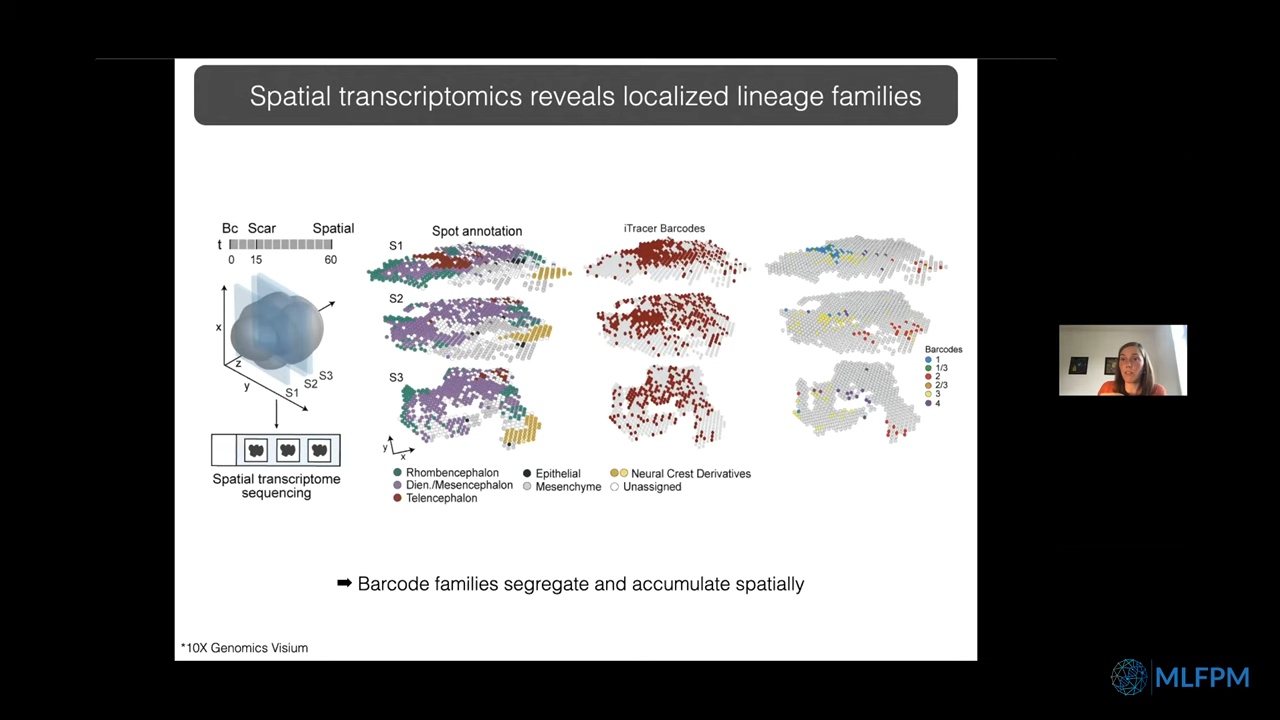 Spatial transcriptomics reveals localized lineage families
Bc Scar Spatial
t
0 15 60
x
z
y
S1
S2
S3
Spatial transcriptome
sequencing
Spot annotation
S1
S2
S3
y
x
iTracer Barcodes
Barcodes
1
1/3
2
2/3
3
4
Rhombencephalon
Dien./Mesencephalon
Telencephalon
Epithelial
Mesenchyme
Neural Crest Derivatives
Unassigned
➡ Barcode families segregate and accumulate spatially
*10X Genomics Visium
MLFPM